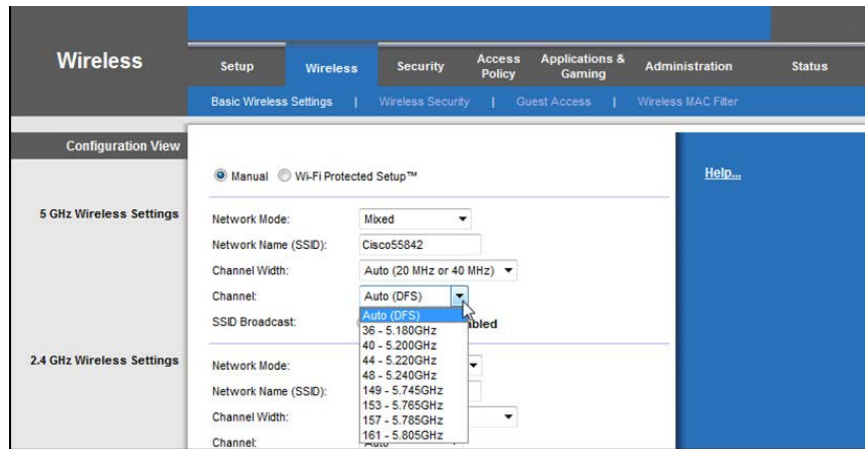 Wireless
Setup Wireless Security Access Policy Applications & Gaming Administration Status
Basic Wireless Settings | Wireless Security | Guest Access | Wireless MAC Filter
Configuration View
Manual Wi-Fi Protected Setup™
Help...
5 GHz Wireless Settings
Network Mode: Mixed
Network Name (SSID): Cisco55842
Channel Width: Auto (20 MHz or 40 MHz)
Channel: Auto (DFS)
Auto (DFS)
SSID Broadcast: abled
36 - 5.180GHz
40 - 5.200GHz
44 - 5.220GHz
48 - 5.240GHz
149 - 5.745GHz
153 - 5.765GHz
157 - 5.785GHz
161 - 5.805GHz
2.4 GHz Wireless Settings
Network Mode:
Network Name (SSID):
Channel Width:
Channel: Auto